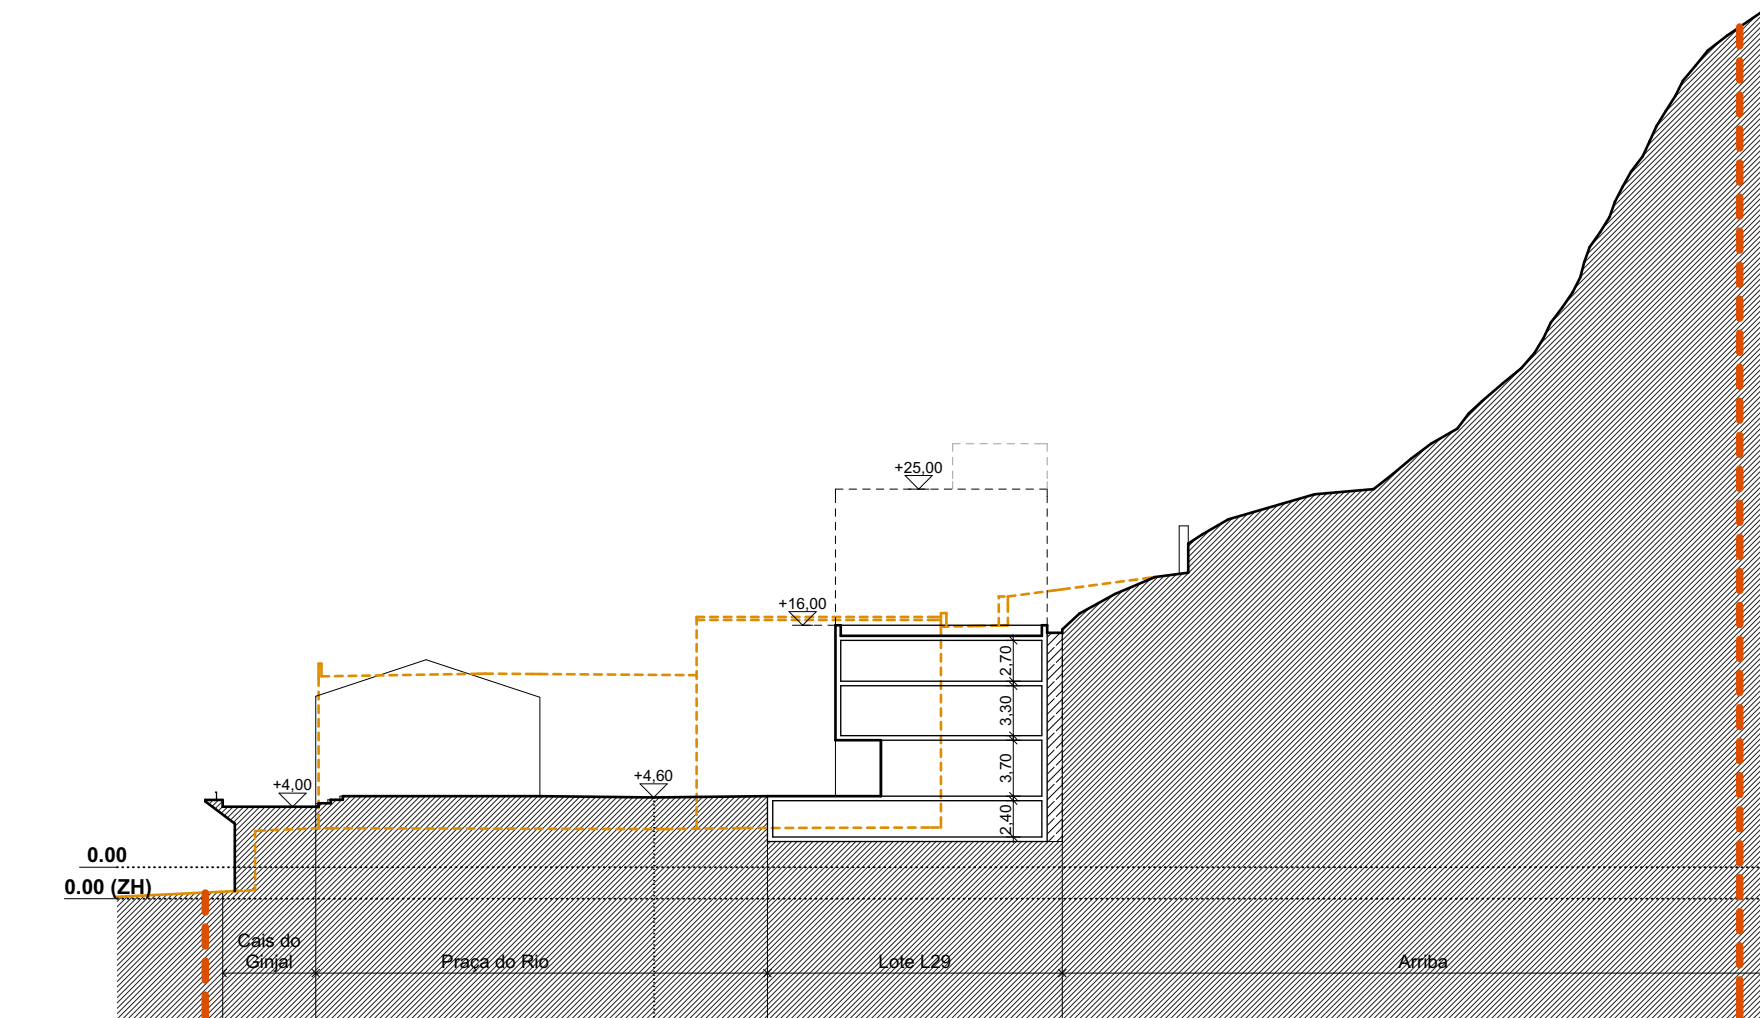 +25,00
+16,00
2,70
3,30
3,70
2,40
+4,60
+4,00
0.00
0.00 (ZH)
Cais do
Ginjal
Praça do Rio
Lote L29
Arriba